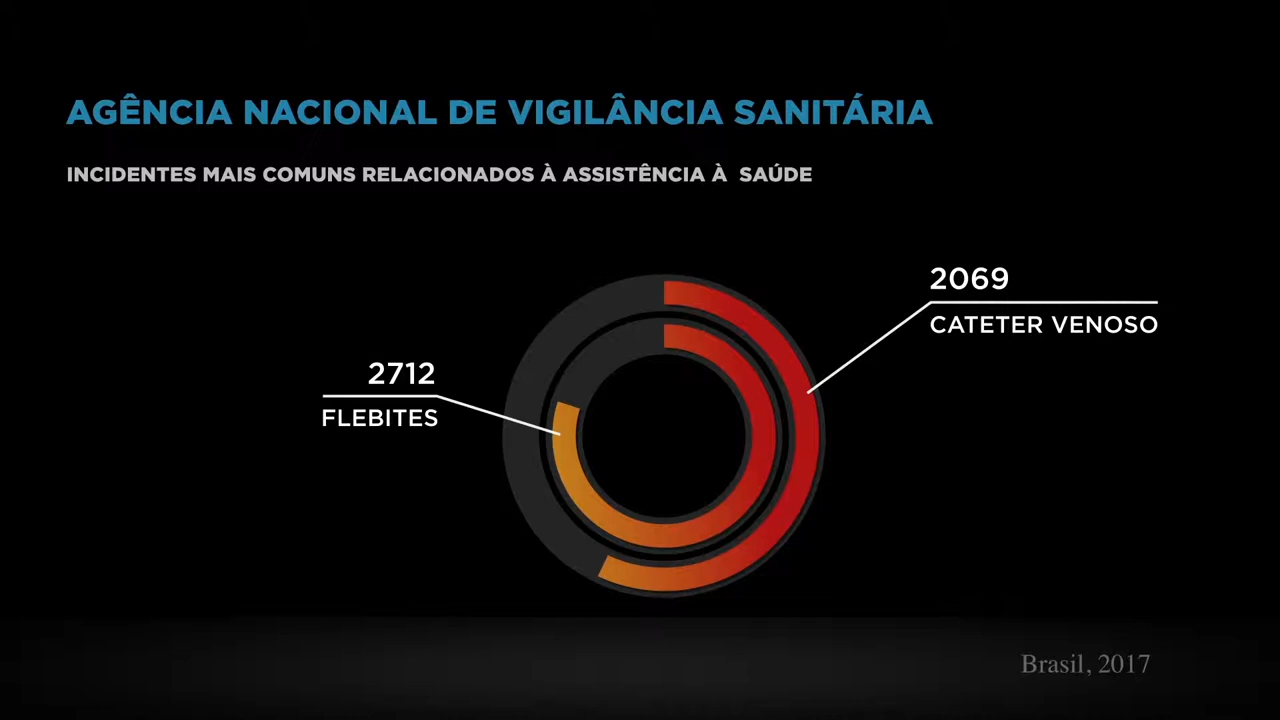 AGÊNCIA NACIONAL DE VIGILÂNCIA SANITÁRIA
INCIDENTES MAIS COMUNS RELACIONADOS À ASSISTÊNCIA À SAÚDE
2069
CATETER VENOSO
2712
FLEBITES
Brasil, 2017